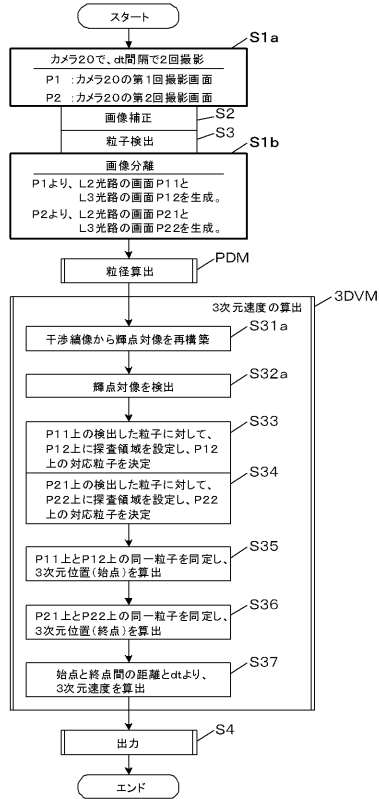 スタート
S1a
カメラ20で、dt間隔で2回撮影
P1 :カメラ20の第1回撮影画面
P2 :カメラ20の第2回撮影画面
画像補正
S2
粒子検出
S3
S1b
画像分離
P1より、L2光路の画面P11と
L3光路の画面P12を生成。
P2より、L2光路の画面P21と
L3光路の画面P22を生成。
粒径算出
PDM
3DVM
3次元速度の算出
S31a
干渉縞像から輝点対像を再構築
S32a
輝点対像を検出
S33
P11上の検出した粒子に対して、
P12上に探査領域を設定し、P12
上の対応粒子を決定
S34
P21上の検出した粒子に対して、
P22上に探査領域を設定し、P22
上の対応粒子を決定
S35
P11上とP12上の同一粒子を同定し、
3次元位置(始点)を算出
S36
P21上とP22上の同一粒子を同定し、
3次元位置(終点)を算出
S37
始点と終点間の距離とdtより、
3次元速度を算出
S4
出力
エンド